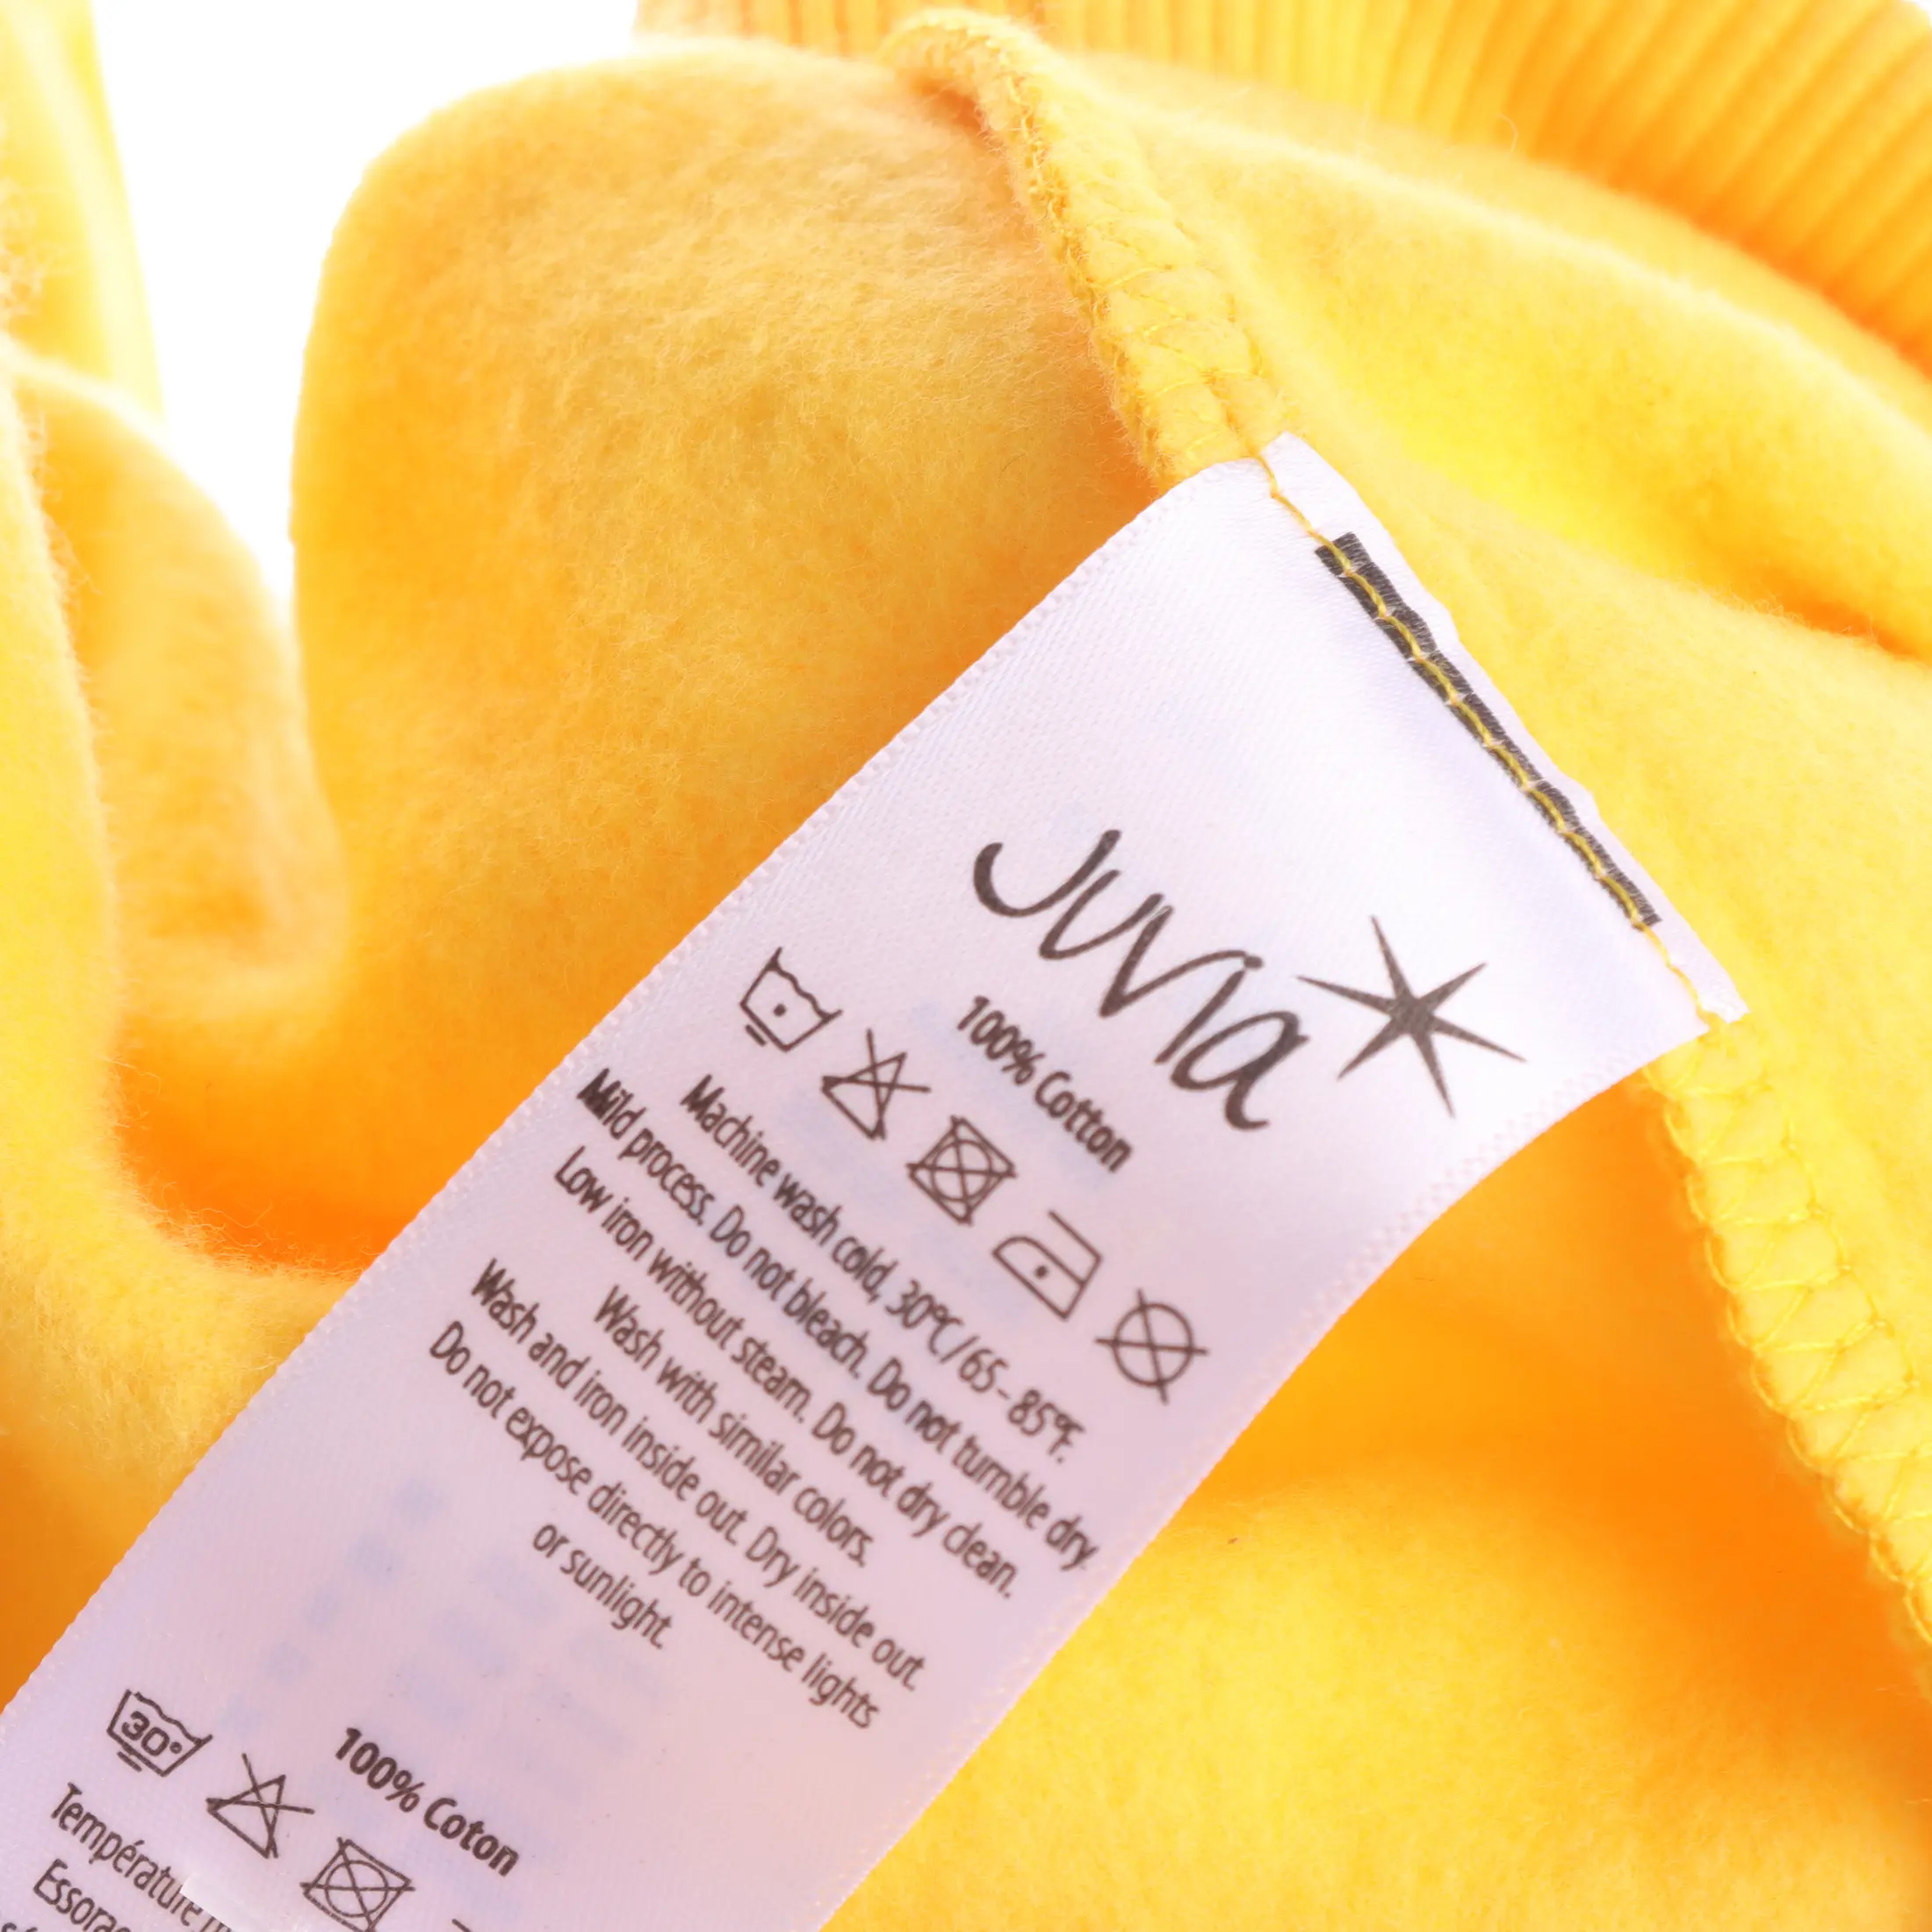 Juvia
100% Cotton
Machine wash cold, 30°C/65-85°F.
Mild process. Do not bleach. Do not tumble dry.
Low iron without steam. Do not dry clean.
Wash with similar colors.
Wash and iron inside out. Dry inside out.
Do not expose directly to intense lights
or sunlight.
100% Coton
30°
Température